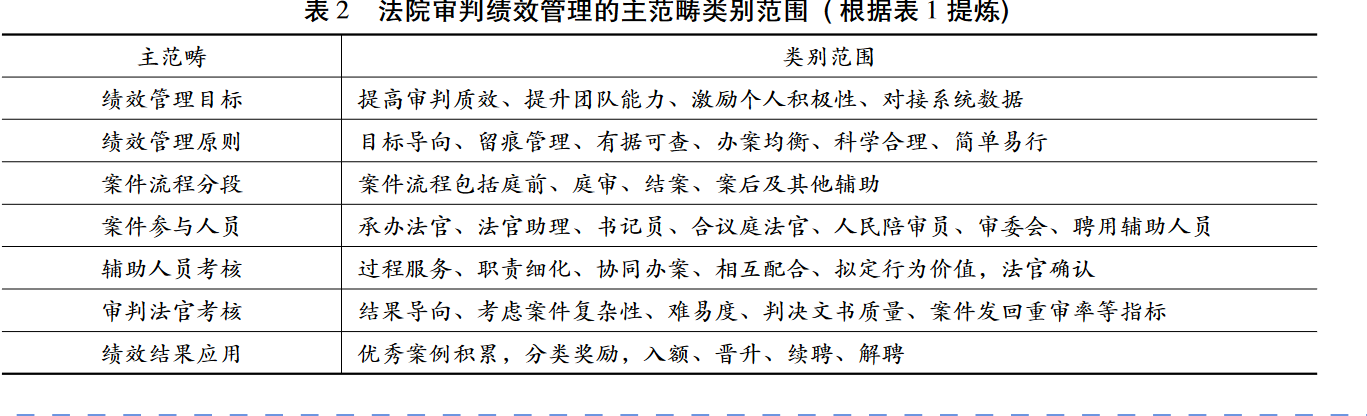 表 2 法院审判绩效管理的主范畴类别范围（根据表 1 提炼）
主范畴 类别范围
绩效管理目标 提高审判质效、提升团队能力、激励个人积极性、对接系统数据
绩效管理原则 目标导向、留痕管理、有据可查、办案均衡、科学合理、简单易行
案件流程分段 案件流程包括庭前、庭审、结案、案后及其他辅助
案件参与人员 承办法官、法官助理、书记员、合议庭法官、人民陪审员、审委会、聘用辅助人员
辅助人员考核 过程服务、职责细化、协同办案、相互配合、拟定行为价值，法官确认
审判法官考核 结果导向、考虑案件复杂性、难易度、判决文书质量、案件发回重审率等指标
绩效结果应用 优秀案例积累，分类奖励，入额、晋升、续聘、解聘